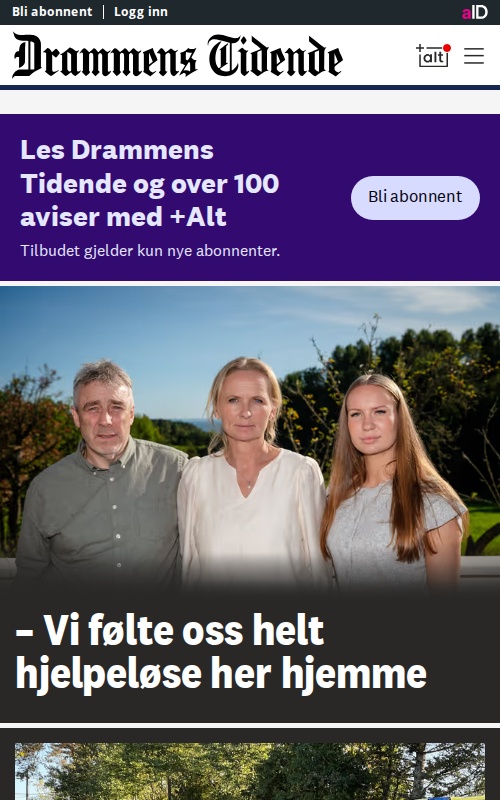 Bli abonnent | Logg inn
aID
Drammens Tidende
+alt
Les Drammens
Tidende og over 100
aviser med +Alt
Tilbudet gjelder kun nye abonnenter.
Bli abonnent
– Vi følte oss helt
hjelpeløse her hjemme